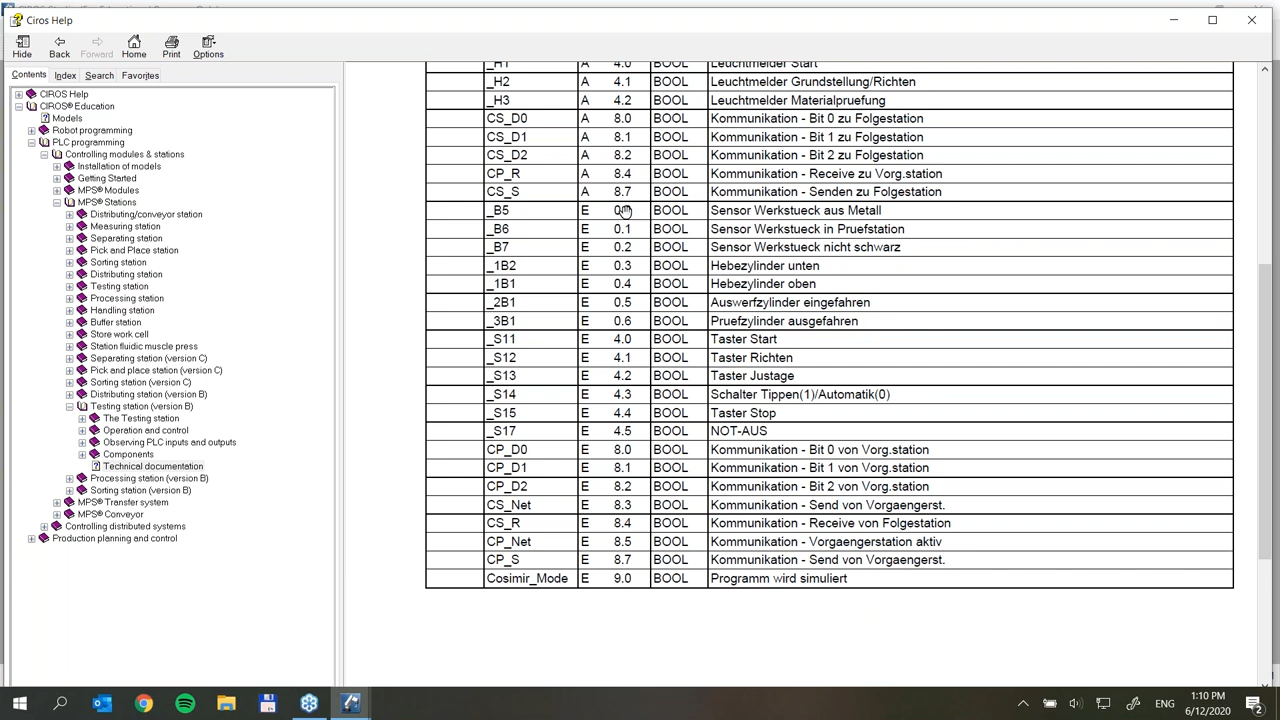 Ciros Help
Hide
Back
Forward
Home
Print
Options
Contents
Index
Search
Favorites
CIROS Help
CIROS® Education
Models
Robot programming
PLC programming
Controlling modules & stations
Installation of models
Getting Started
MPS® Modules
MPS® Stations
Distributing/conveyor station
Measuring station
Separating station
Pick and Place station
Sorting station
Distributing station
Testing station
Processing station
Handling station
Buffer station
Store work cell
Station fluidic muscle press
Separating station (version C)
Pick and place station (version C)
Sorting station (version C)
Distributing station (version B)
Testing station (version B)
The Testing station
Operation and control
Observing PLC inputs and outputs
Components
Technical documentation
Processing station (version B)
Sorting station (version B)
MPS® Transfer system
MPS® Conveyor
Controlling distributed systems
Production planning and control
_H1 A 4.0 BOOL Leuchtmelder Start
_H2 A 4.1 BOOL Leuchtmelder Grundstellung/Richten
_H3 A 4.2 BOOL Leuchtmelder Materialpruefung
CS_D0 A 8.0 BOOL Kommunikation - Bit 0 zu Folgestation
CS_D1 A 8.1 BOOL Kommunikation - Bit 1 zu Folgestation
CS_D2 A 8.2 BOOL Kommunikation - Bit 2 zu Folgestation
CP_R A 8.4 BOOL Kommunikation - Receive zu Vorg.station
CS_S A 8.7 BOOL Kommunikation - Senden zu Folgestation
_B5 E BOOL Sensor Werkstueck aus Metall
_B6 E 0.1 BOOL Sensor Werkstueck in Pruefstation
_B7 E 0.2 BOOL Sensor Werkstueck nicht schwarz
_1B2 E 0.3 BOOL Hebezylinder unten
_1B1 E 0.4 BOOL Hebezylinder oben
_2B1 E 0.5 BOOL Auswerfzylinder eingefahren
_3B1 E 0.6 BOOL Pruefzylinder ausgefahren
_S11 E 4.0 BOOL Taster Start
_S12 E 4.1 BOOL Taster Richten
_S13 E 4.2 BOOL Taster Justage
_S14 E 4.3 BOOL Schalter Tippen(1)/Automatik(0)
_S15 E 4.4 BOOL Taster Stop
_S17 E 4.5 BOOL NOT-AUS
CP_D0 E 8.0 BOOL Kommunikation - Bit 0 von Vorg.station
CP_D1 E 8.1 BOOL Kommunikation - Bit 1 von Vorg.station
CP_D2 E 8.2 BOOL Kommunikation - Bit 2 von Vorg.station
CS_Net E 8.3 BOOL Kommunikation - Send von Vorgaengerst.
CS_R E 8.4 BOOL Kommunikation - Receive von Folgestation
CP_Net E 8.5 BOOL Kommunikation - Vorgaengerstation aktiv
CP_S E 8.7 BOOL Kommunikation - Send von Vorgaengerst.
Cosimir_Mode E 9.0 BOOL Programm wird simuliert
ENG
1:10 PM
6/12/2020
2